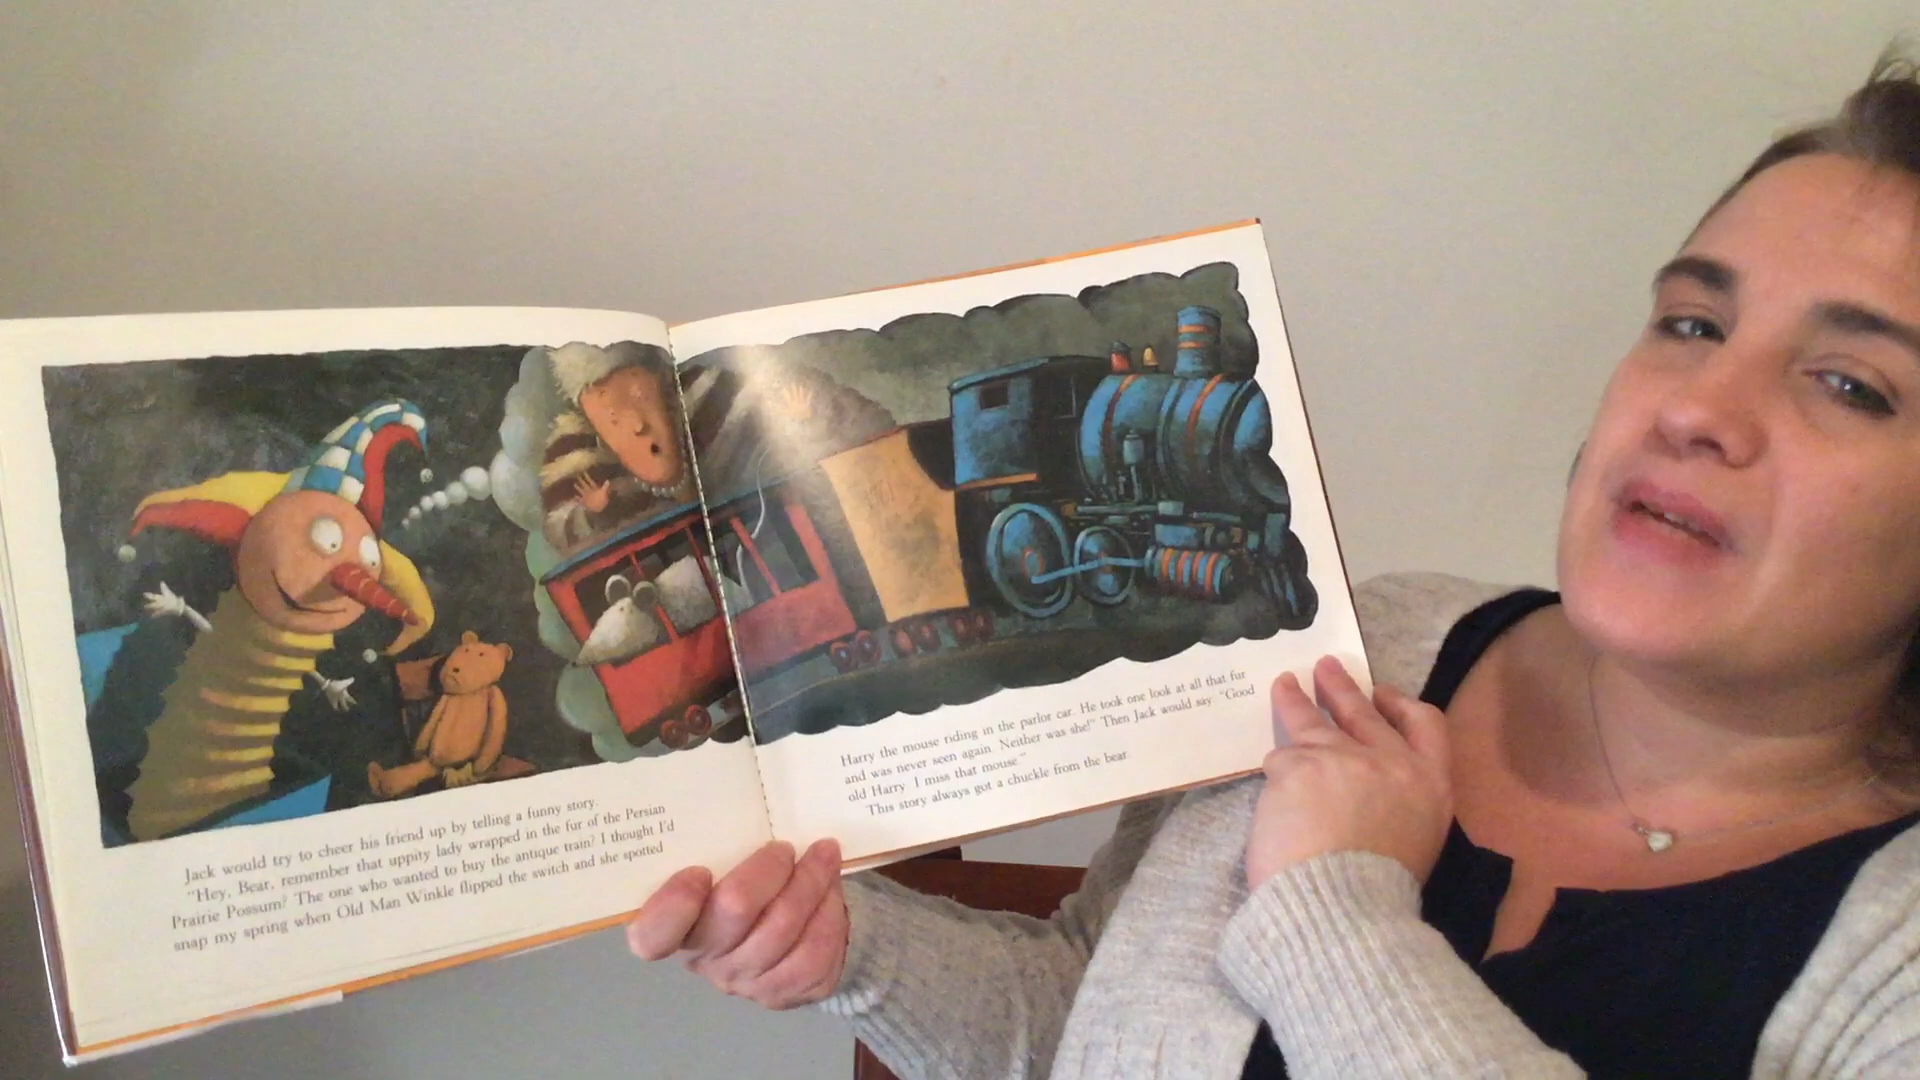 Jack would try to cheer his friend up by telling a funny story.
"Hey, Bear, remember that uppity lady wrapped in the fur of the Persian
Prairie Possum? The one who wanted to buy the antique train? I thought I'd
snap my spring when Old Man Winkle flipped the switch and she spotted
Harry the mouse riding in the parlor car. He took one look at all that fur
and was never seen again. Neither was she!" Then Jack would say "Good
old Harry. I miss that mouse."
This story always got a chuckle from the bear.